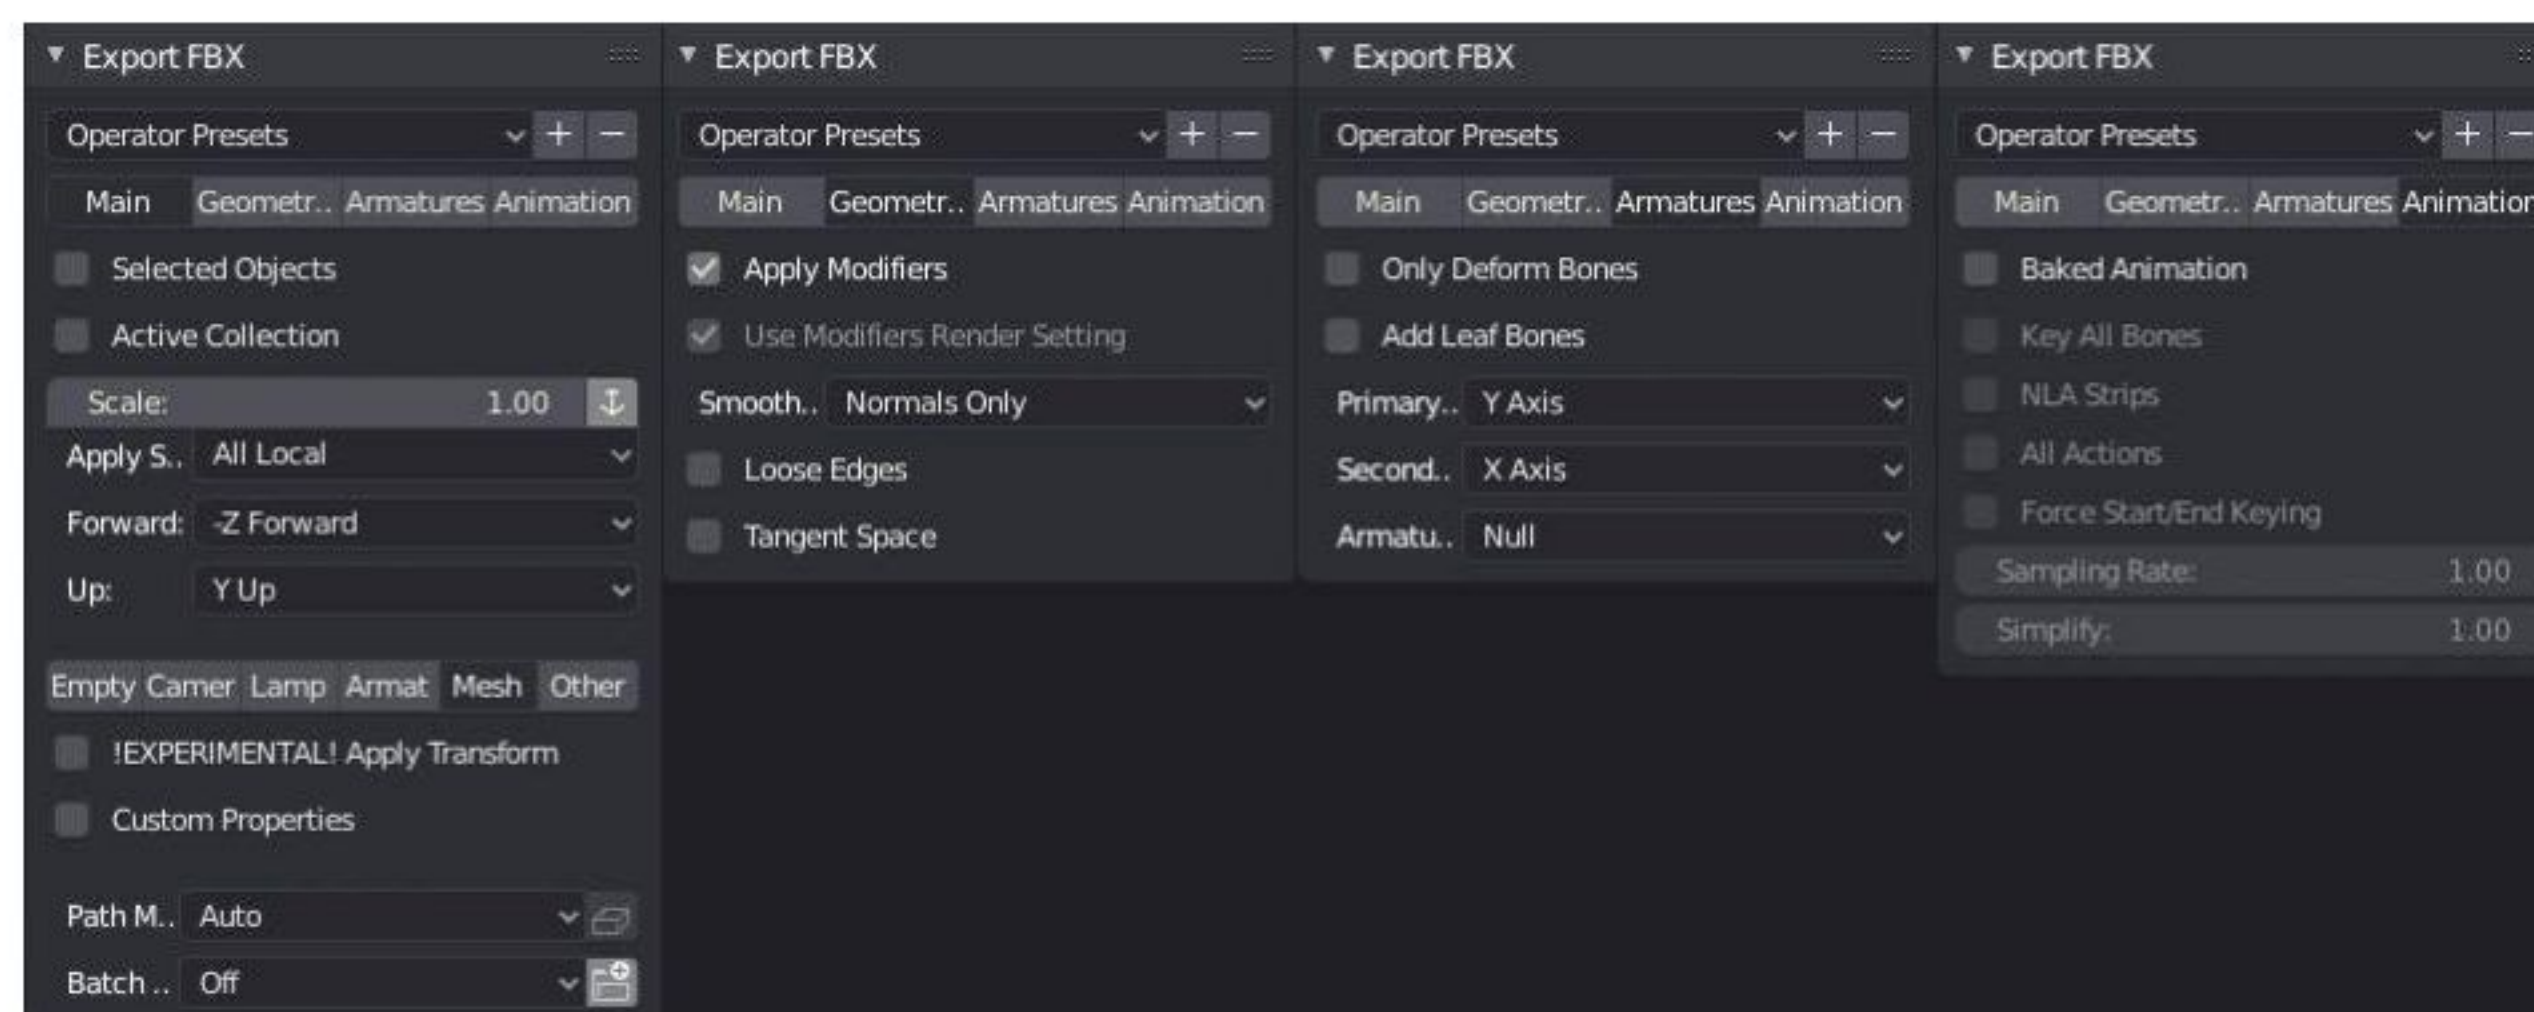 Export FBX
Operator Presets
Main Geometr.. Armatures Animation
Selected Objects
Active Collection
Scale: 1.00
Apply S.. All Local
Forward: -Z Forward
Up: Y Up
Empty Camer Lamp Armat Mesh Other
!EXPERIMENTAL! Apply Transform
Custom Properties
Path M.. Auto
Batch .. Off
Export FBX
Operator Presets
Main Geometr.. Armatures Animation
Apply Modifiers
Use Modifiers Render Setting
Smooth.. Normals Only
Loose Edges
Tangent Space
Export FBX
Operator Presets
Main Geometr.. Armatures Animation
Only Deform Bones
Add Leaf Bones
Primary.. Y Axis
Second.. X Axis
Armatu.. Null
Export FBX
Operator Presets
Main Geometr.. Armatures Animation
Baked Animation
Key All Bones
NLA Strips
All Actions
Force Start/End Keying
Sampling Rate: 1.00
Simplify: 1.00